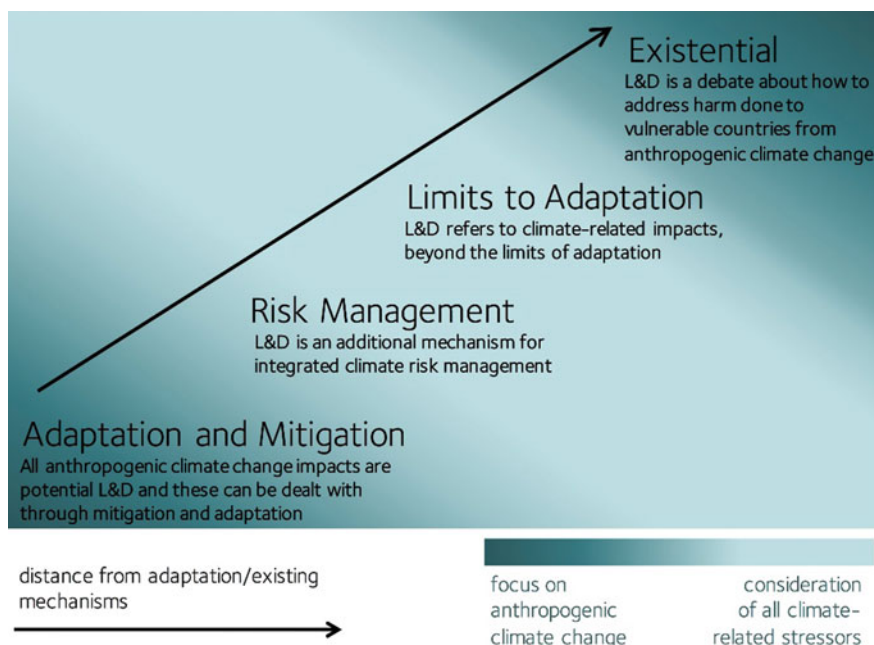 Existential
L&D is a debate about how to
address harm done to
vulnerable countries from
anthropogenic climate change
Limits to Adaptation
L&D refers to climate-related impacts,
beyond the limits of adaptation
Risk Management
L&D is an additional mechanism for
integrated climate risk management
Adaptation and Mitigation
All anthropogenic climate change impacts are
potential L&D and these can be dealt with
through mitigation and adaptation
distance from adaptation/existing
mechanisms
focus on
anthropogenic
climate change
consideration
of all climate-
related stressors